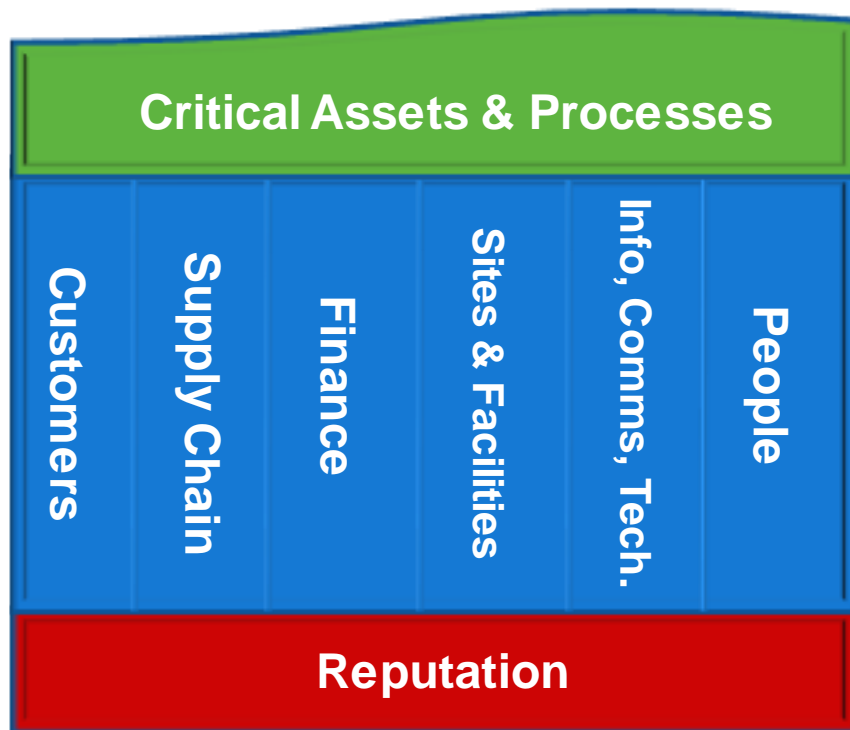 Critical Assets & Processes
Customers
Supply Chain
Finance
Sites & Facilities
Info, Comms, Tech.
People
Reputation